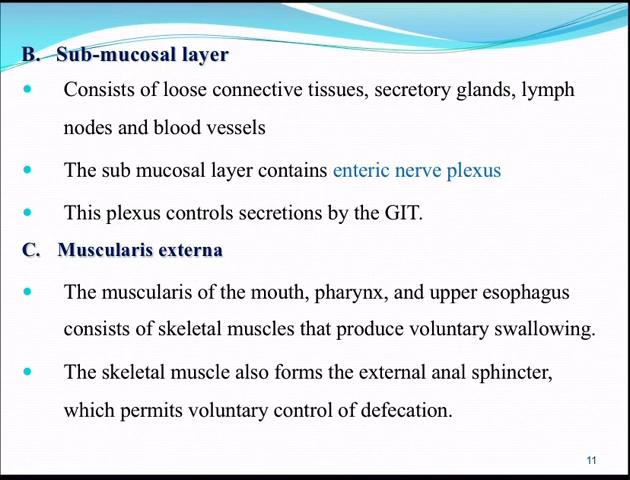 B. Sub-mucosal layer
• Consists of loose connective tissues, secretory glands, lymph
nodes and blood vessels
• The sub mucosal layer contains enteric nerve plexus
• This plexus controls secretions by the GIT.
C. Muscularis externa
• The muscularis of the mouth, pharynx, and upper esophagus
consists of skeletal muscles that produce voluntary swallowing.
• The skeletal muscle also forms the external anal sphincter,
which permits voluntary control of defecation.
11